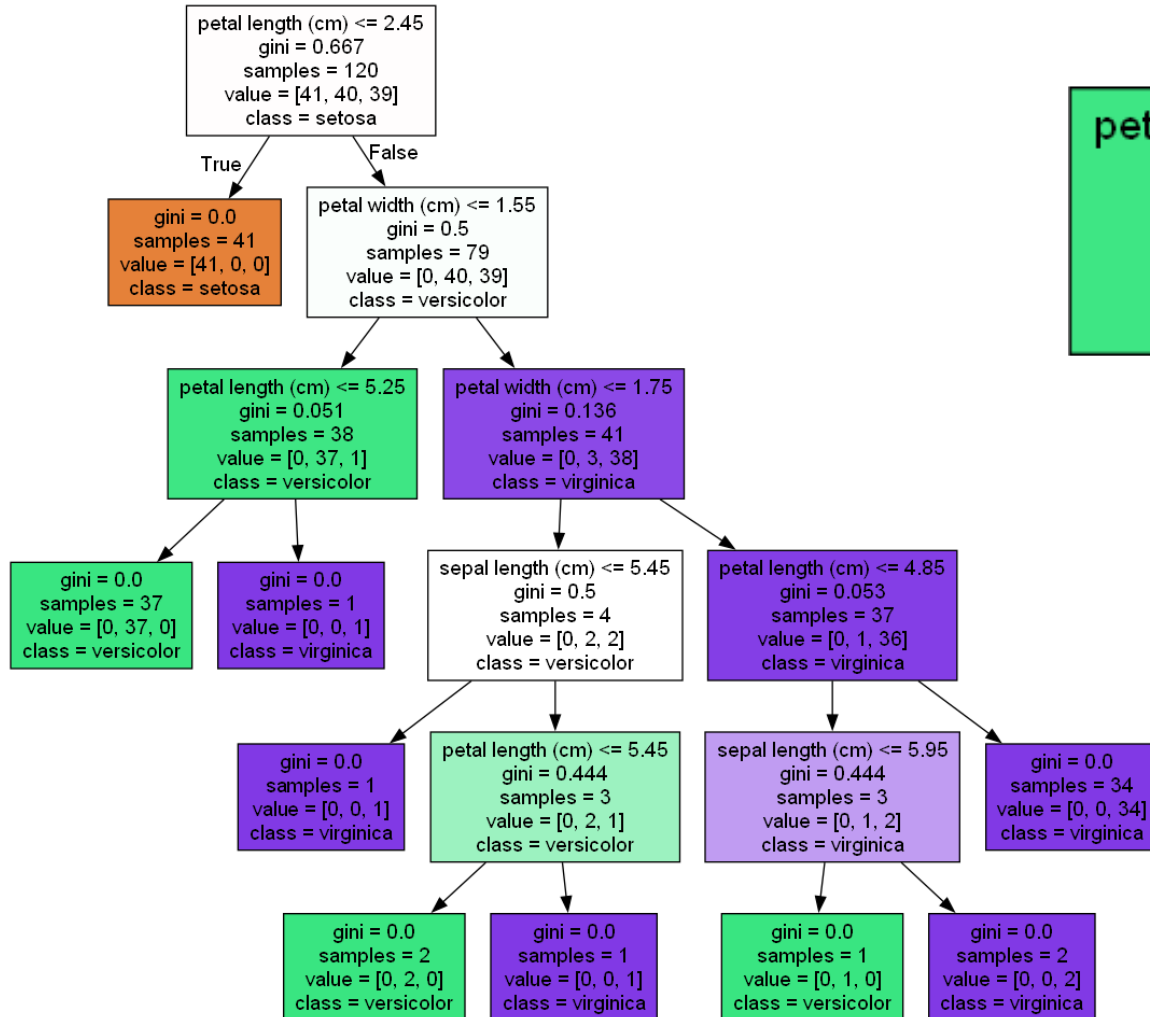 petal length (cm) <= 2.45
gini = 0.667
samples = 120
value = [41, 40, 39]
class = setosa
True
False
gini = 0.0
samples = 41
value = [41, 0, 0]
class = setosa
petal width (cm) <= 1.55
gini = 0.5
samples = 79
value = [0, 40, 39]
class = versicolor
pet
petal length (cm) <= 5.25
gini = 0.051
samples = 38
value = [0, 37, 1]
class = versicolor
petal width (cm) <= 1.75
gini = 0.136
samples = 41
value = [0, 3, 38]
class = virginica
gini = 0.0
samples = 37
value = [0, 37, 0]
class = versicolor
gini = 0.0
samples = 1
value = [0, 0, 1]
class = virginica
sepal length (cm) <= 5.45
gini = 0.5
samples = 4
value = [0, 2, 2]
class = versicolor
petal length (cm) <= 4.85
gini = 0.053
samples = 37
value = [0, 1, 36]
class = virginica
gini = 0.0
samples = 1
value = [0, 0, 1]
class = virginica
petal length (cm) <= 5.45
gini = 0.444
samples = 3
value = [0, 2, 1]
class = versicolor
sepal length (cm) <= 5.95
gini = 0.444
samples = 3
value = [0, 1, 2]
class = virginica
gini = 0.0
samples = 34
value = [0, 0, 34]
class = virginica
gini = 0.0
samples = 2
value = [0, 2, 0]
class = versicolor
gini = 0.0
samples = 1
value = [0, 0, 1]
class = virginica
gini = 0.0
samples = 1
value = [0, 1, 0]
class = versicolor
gini = 0.0
samples = 2
value = [0, 0, 2]
class = virginica